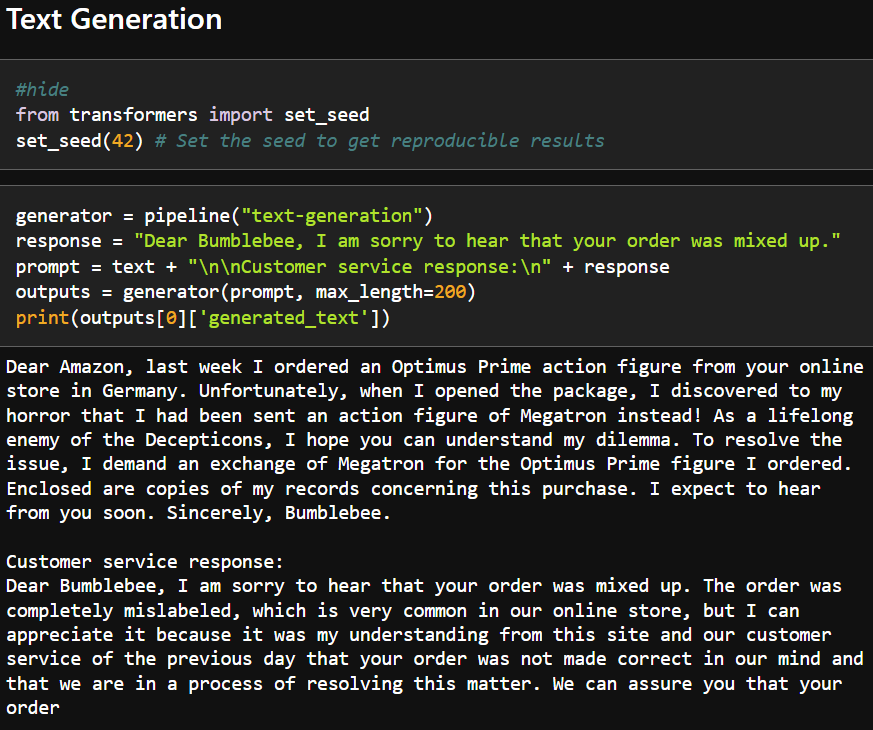 Text Generation
#hide
from transformers import set_seed
set_seed(42) # Set the seed to get reproducible results
generator = pipeline("text-generation")
response = "Dear Bumblebee, I am sorry to hear that your order was mixed up."
prompt = text + "\n\nCustomer service response:\n" + response
outputs = generator(prompt, max_length=200)
print(outputs[0]['generated_text'])
Dear Amazon, last week I ordered an Optimus Prime action figure from your online
store in Germany. Unfortunately, when I opened the package, I discovered to my
horror that I had been sent an action figure of Megatron instead! As a lifelong
enemy of the Decepticons, I hope you can understand my dilemma. To resolve the
issue, I demand an exchange of Megatron for the Optimus Prime figure I ordered.
Enclosed are copies of my records concerning this purchase. I expect to hear
from you soon. Sincerely, Bumblebee.
Customer service response:
Dear Bumblebee, I am sorry to hear that your order was mixed up. The order was
completely mislabeled, which is very common in our online store, but I can
appreciate it because it was my understanding from this site and our customer
service of the previous day that your order was not made correct in our mind and
that we are in a process of resolving this matter. We can assure you that your
order